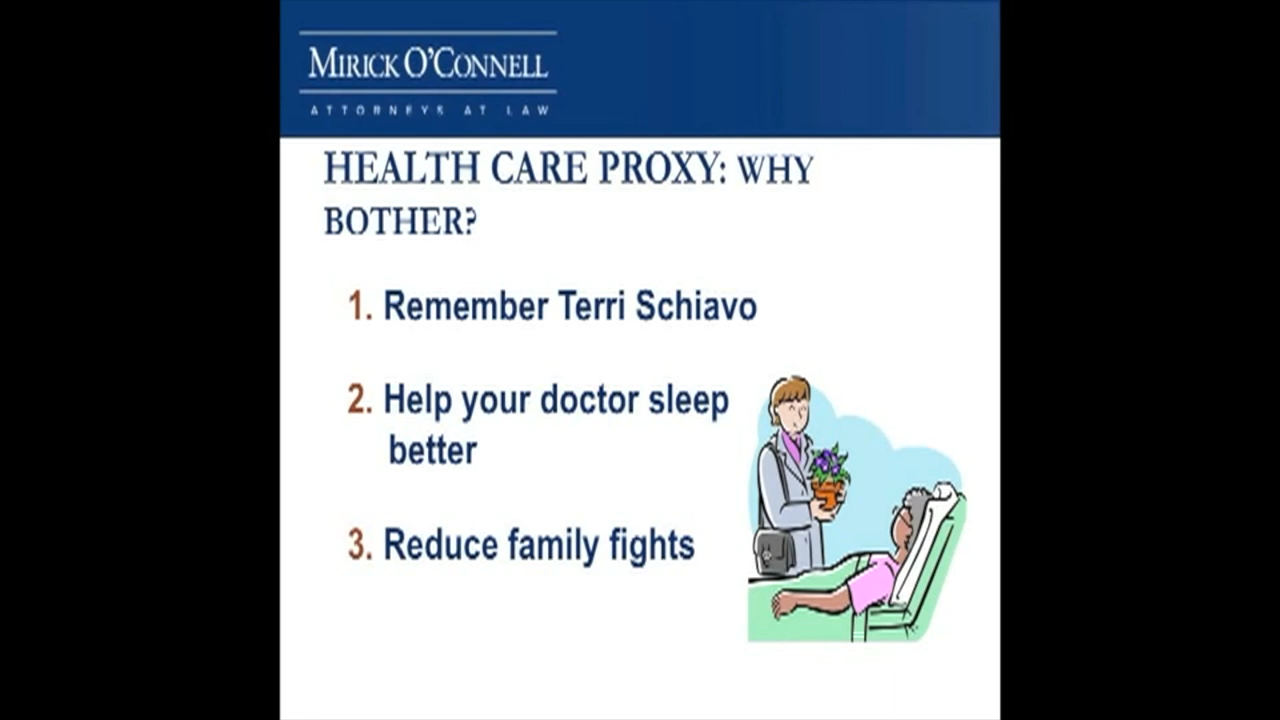 MIRICK O'CONNELL
ATTORNEYS AT LAW
HEALTH CARE PROXY: WHY
BOTHER?
1. Remember Terri Schiavo
2. Help your doctor sleep
better
3. Reduce family fights